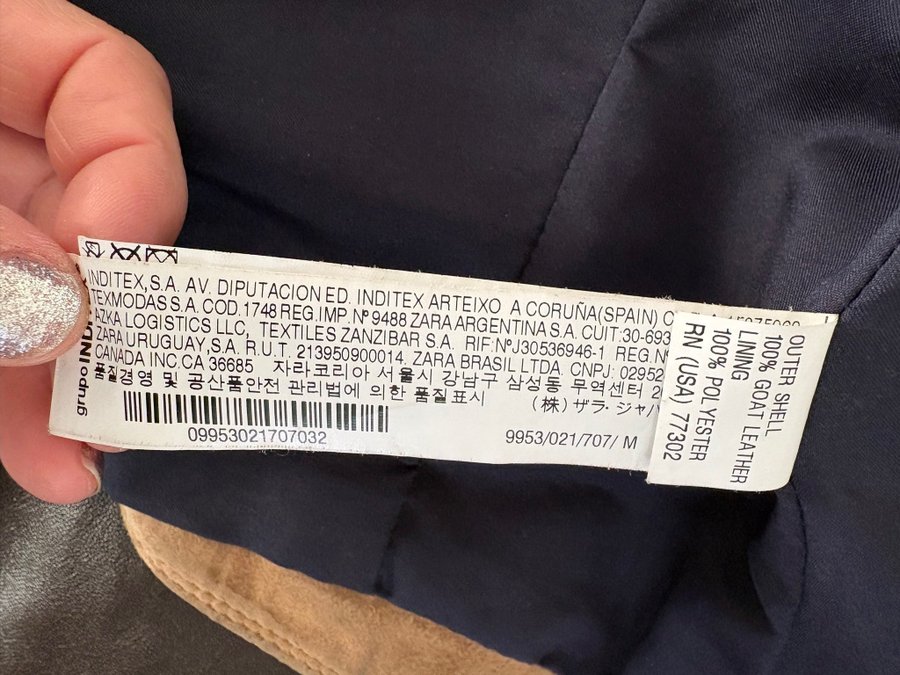 INDITEX,S.A. AV. DIPUTACION ED. INDITEX ARTEIXO A CORUÑA(SPAIN)
TEXMODAS S.A. COD. 1748 REG.IMP. Nº 9488 ZARA ARGENTINA S.A. CUIT:30-693
AZKA LOGISTICS LLC, TEXTILES ZANZIBAR S.A. RIF:NºJ30536946-1 REG Nº
ZARA URUGUAY,S.A. R.U.T. 213950900014. ZARA BRASIL LTDA. CNPJ: 02952
CANADA INC.CA 36685 자라코리아 서울시 강남구 삼성동 무역센터 2
품질경영 및 공산품안전 관리법에 의한 품질표시 (株) ザラ・ジャパ
09953021707032
9953/021/707/ M
grupo INDI
OUTER SHELL
100% GOAT LEATHER
LINING
100% POLYESTER
RN (USA) 77302